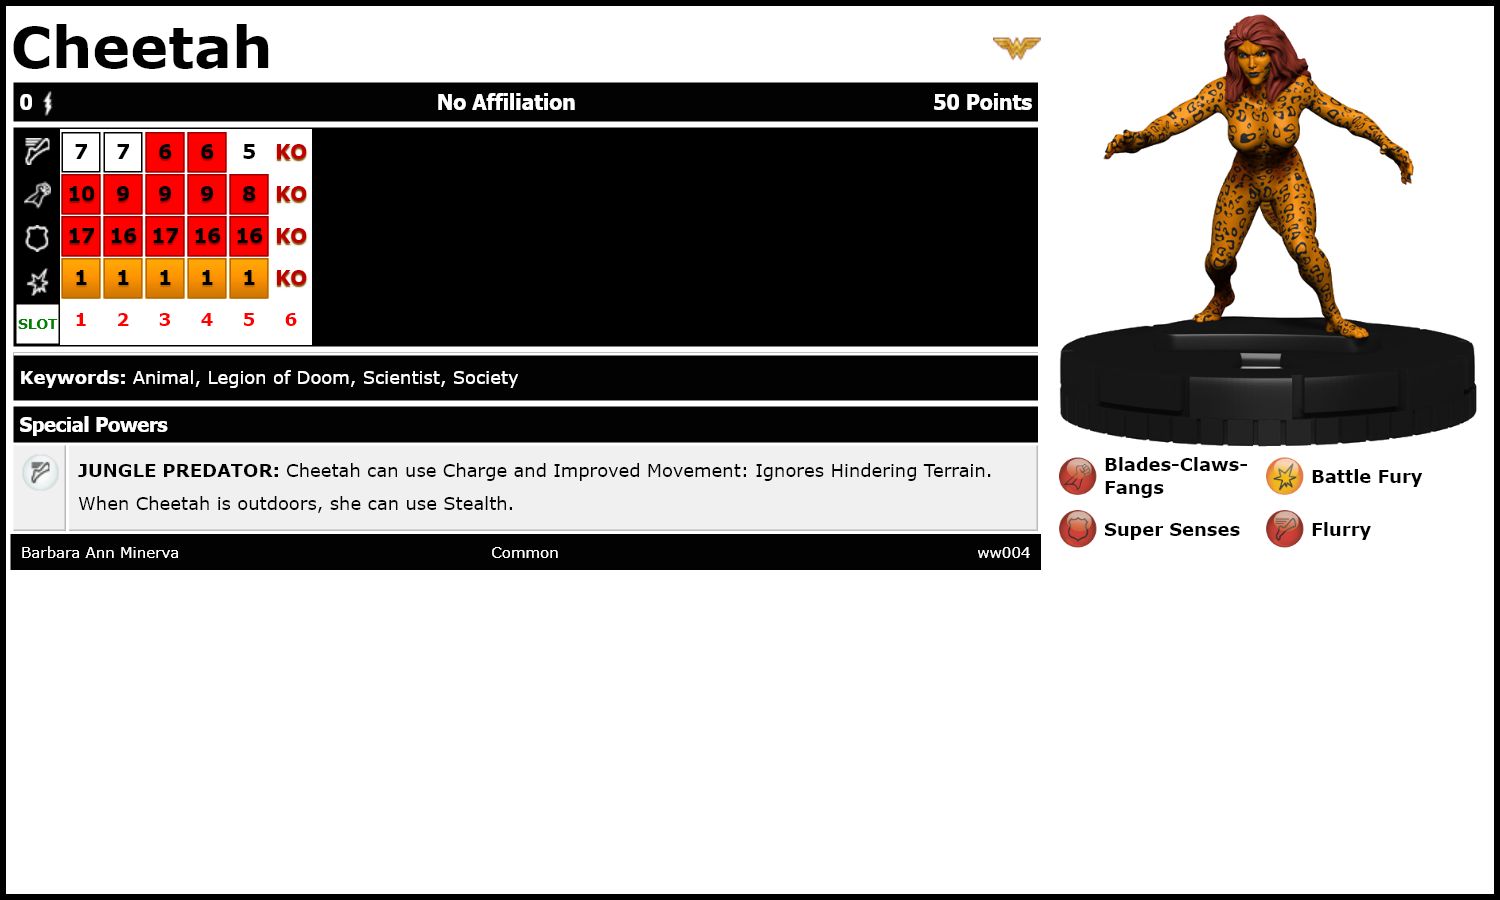 Cheetah
0 No Affiliation 50 Points
7 7 6 6 5 KO
10 9 9 9 8 KO
17 16 17 16 16 KO
1 1 1 1 1 KO
SLOT 1 2 3 4 5 6
Keywords: Animal, Legion of Doom, Scientist, Society
Special Powers
JUNGLE PREDATOR: Cheetah can use Charge and Improved Movement: Ignores Hindering Terrain.
When Cheetah is outdoors, she can use Stealth.
Barbara Ann Minerva Common ww004
Blades-Claws-
Fangs
Battle Fury
Super Senses
Flurry